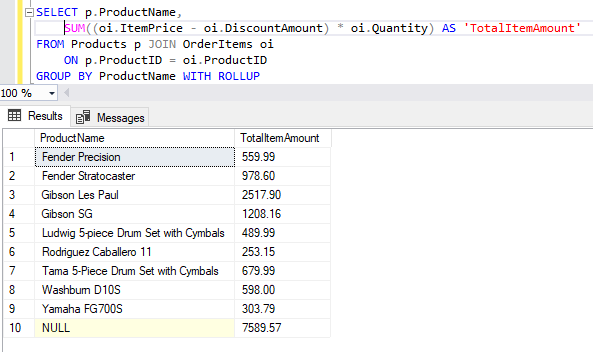 SELECT p.ProductName,
SUM((oi.ItemPrice - oi.DiscountAmount) * oi.Quantity) AS 'TotalItemAmount'
FROM Products p JOIN OrderItems oi
ON p.ProductID = oi.ProductID
GROUP BY ProductName WITH ROLLUP
100 %
Results Messages
ProductName TotalItemAmount
1 Fender Precision 559.99
2 Fender Stratocaster 978.60
3 Gibson Les Paul 2517.90
4 Gibson SG 1208.16
5 Ludwig 5-piece Drum Set with Cymbals 489.99
6 Rodriguez Caballero 11 253.15
7 Tama 5-Piece Drum Set with Cymbals 679.99
8 Washburn D10S 598.00
9 Yamaha FG700S 303.79
10 NULL 7589.57